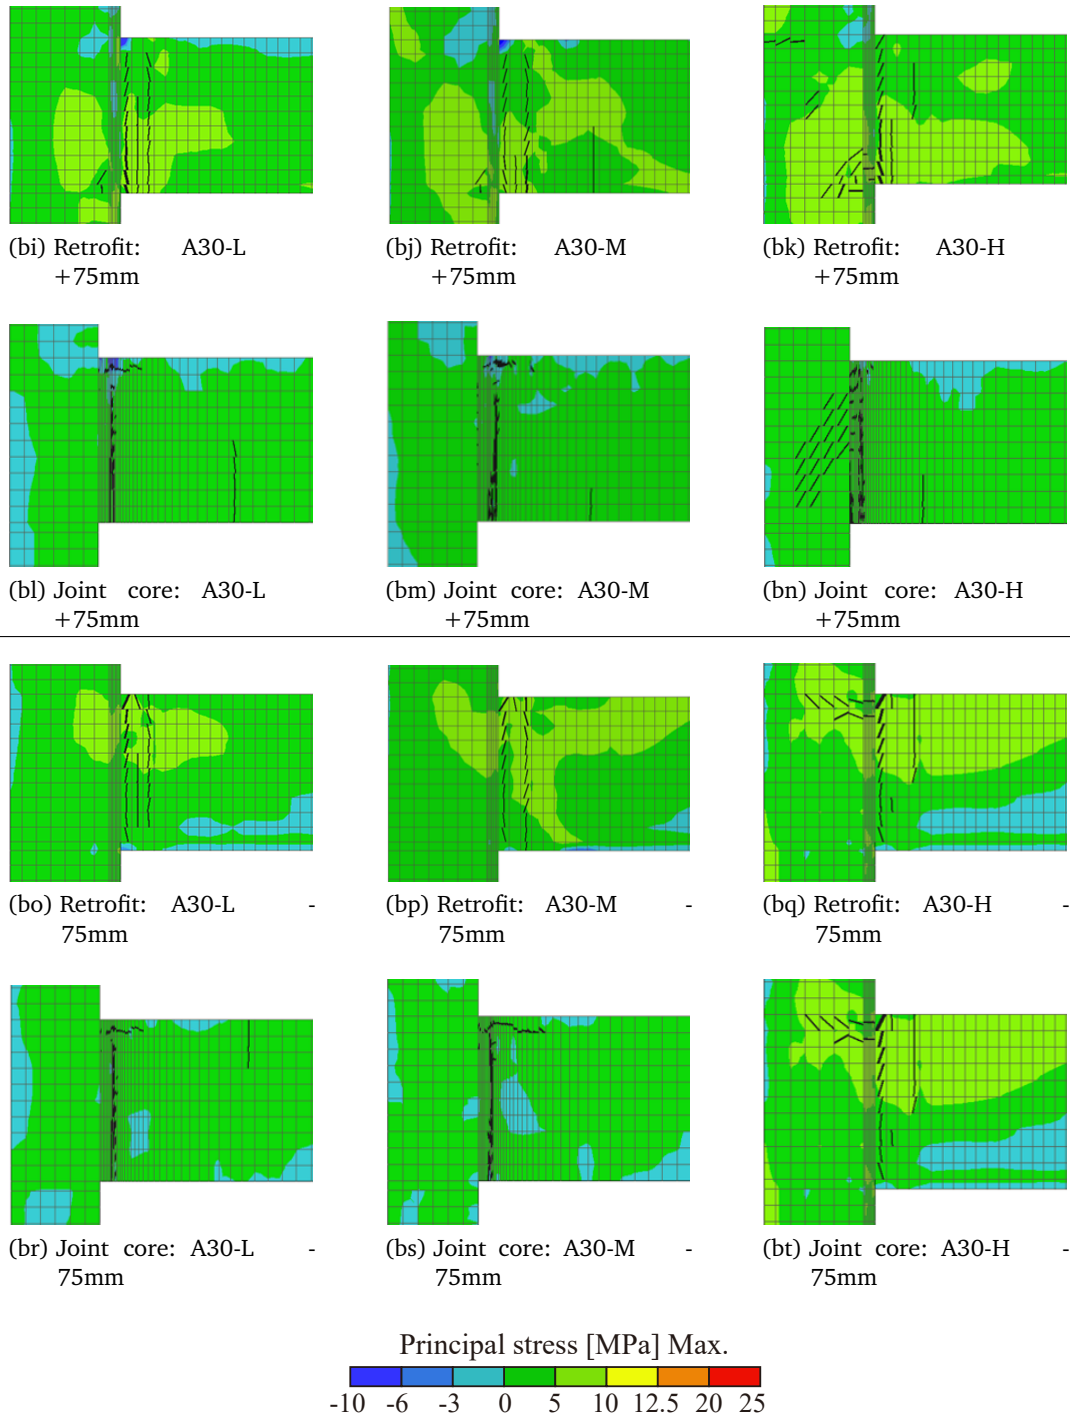 (bi) Retrofit: A30-L
+75mm
(bj) Retrofit: A30-M
+75mm
(bk) Retrofit: A30-H
+75mm
(bl) Joint core: A30-L
+75mm
(bm) Joint core: A30-M
+75mm
(bn) Joint core: A30-H
+75mm
(bo) Retrofit: A30-L -
75mm
(bp) Retrofit: A30-M -
75mm
(bq) Retrofit: A30-H -
75mm
(br) Joint core: A30-L -
75mm
(bs) Joint core: A30-M -
75mm
(bt) Joint core: A30-H -
75mm
Principal stress [MPa] Max.
-10 -6 -3 0 5 10 12.5 20 25